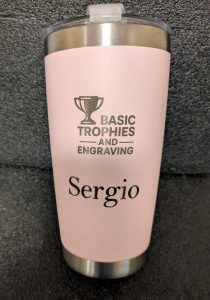 BASIC
TROPHIES
AND
ENGRAVING
Sergio